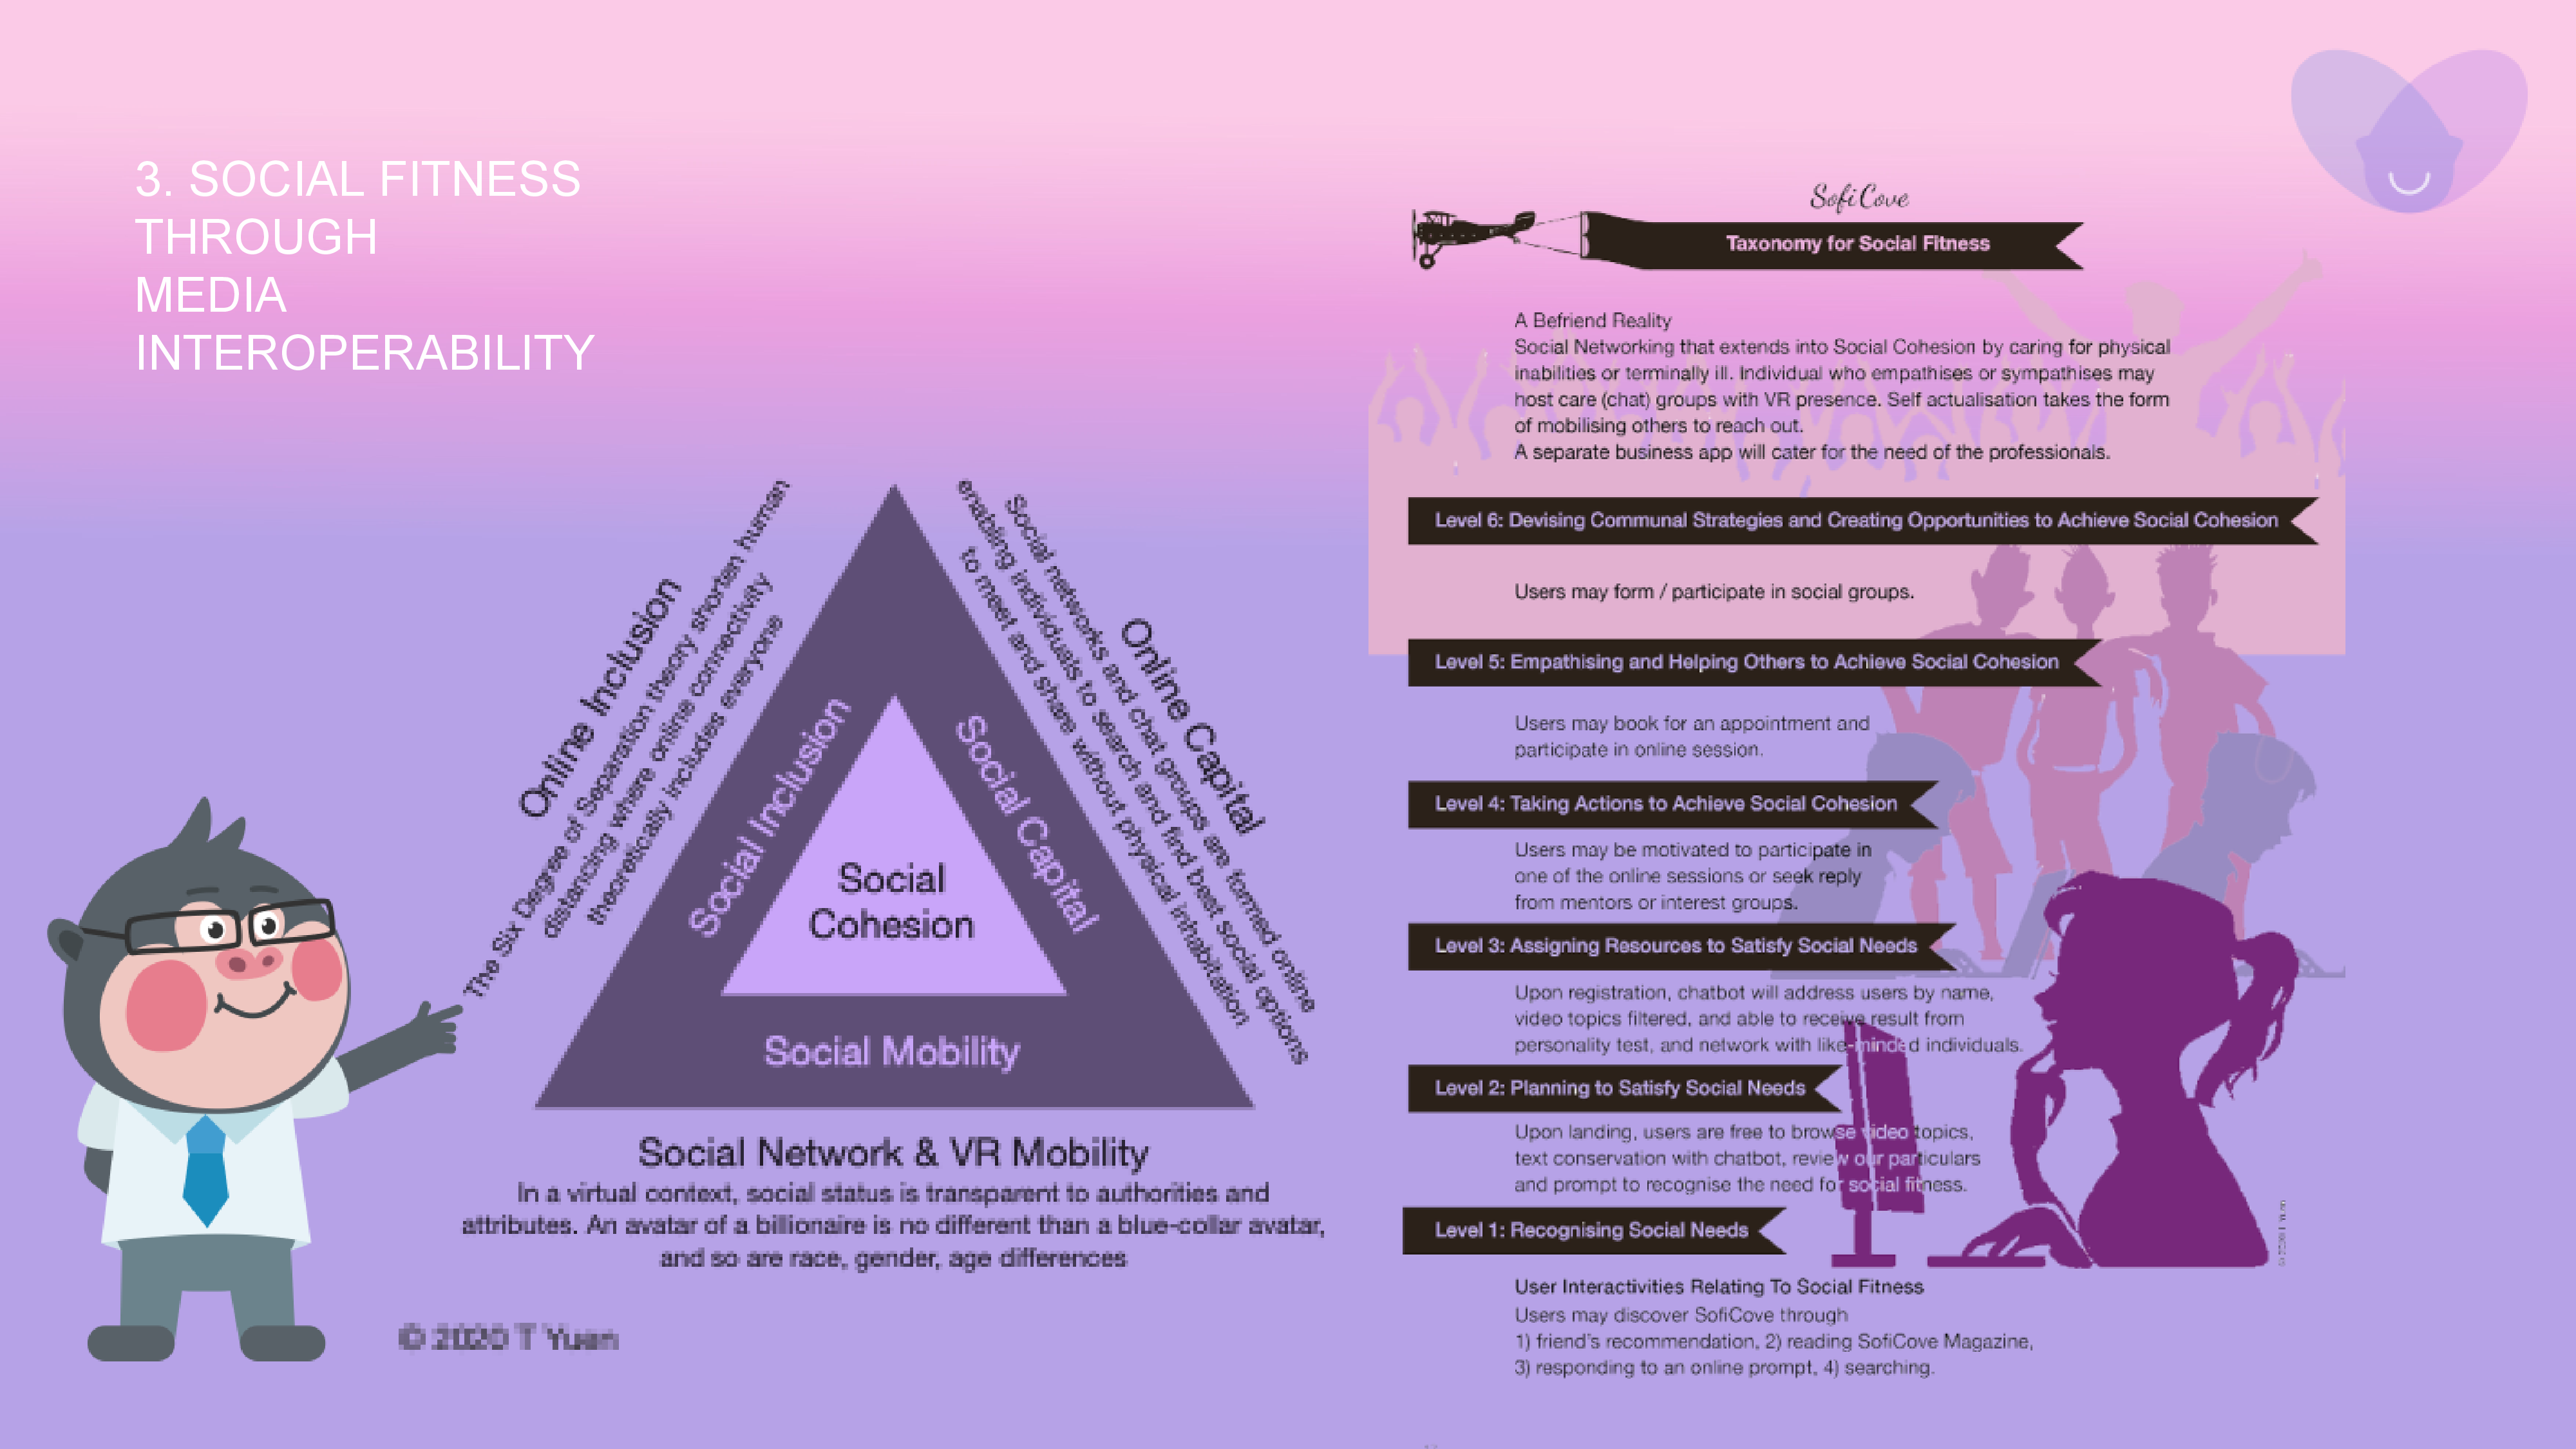 3. SOCIAL FITNESS
THROUGH
MEDIA
INTEROPERABILITY
Online Inclusion
The Six Degree of Separation theory shorten human
distancing where online connectivity
theoretically includes everyone
Online Capital
Social networks and chat groups are formed online
enabling individuals to search and find best social options
to meet and share without physical inhabitation
Social Inclusion
Social Capital
Social
Cohesion
Social Mobility
Social Network & VR Mobility
In a virtual context, social status is transparent to authorities and
attributes. An avatar of a billionaire is no different than a blue-collar avatar,
and so are race, gender, age differences
© 2020 T Yuan
SofiCove
Taxonomy for Social Fitness
A Befriend Reality
Social Networking that extends into Social Cohesion by caring for physical
inabilities or terminally ill. Individual who empathises or sympathises may
host care (chat) groups with VR presence. Self actualisation takes the form
of mobilising others to reach out.
A separate business app will cater for the need of the professionals.
Level 6: Devising Communal Strategies and Creating Opportunities to Achieve Social Cohesion
Users may form / participate in social groups.
Level 5: Empathising and Helping Others to Achieve Social Cohesion
Users may book for an appointment and
participate in online session.
Level 4: Taking Actions to Achieve Social Cohesion
Users may be motivated to participate in
one of the online sessions or seek reply
from mentors or interest groups.
Level 3: Assigning Resources to Satisfy Social Needs
Upon registration, chatbot will address users by name,
video topics filtered, and able to receive result from
personality test, and network with like-minded individuals.
Level 2: Planning to Satisfy Social Needs
Upon landing, users are free to browse video topics,
text conservation with chatbot, review our particulars
and prompt to recognise the need for social fitness.
Level 1: Recognising Social Needs
User Interactivities Relating To Social Fitness
Users may discover SofiCove through
1) friend's recommendation, 2) reading SofiCove Magazine,
3) responding to an online prompt, 4) searching.